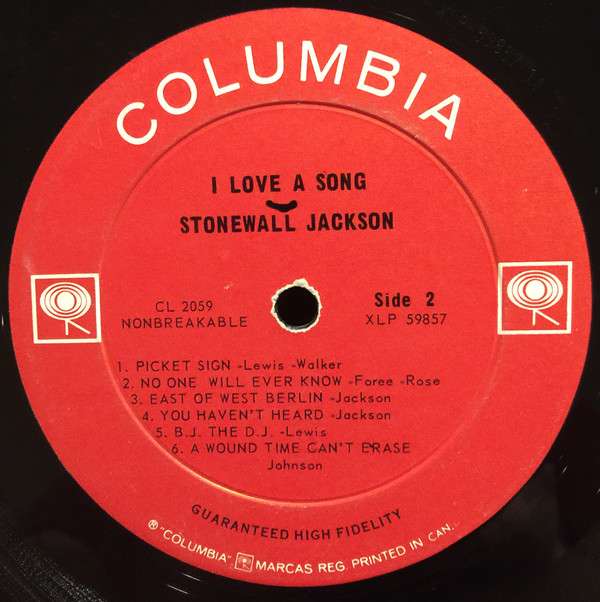 COLUMBIA
I LOVE A SONG
STONEWALL JACKSON
CL 2059
NONBREAKABLE
Side 2
XLP 59857
1. PICKET SIGN -Lewis -Walker
2. NO ONE WILL EVER KNOW -Foree -Rose
3. EAST OF WEST BERLIN -Jackson
4. YOU HAVEN'T HEARD -Jackson
5. B.J. THE D.J. -Lewis
6. A WOUND TIME CAN'T ERASE
Johnson
GUARANTEED HIGH FIDELITY
® "COLUMBIA" MARCAS REG. PRINTED IN CAN.